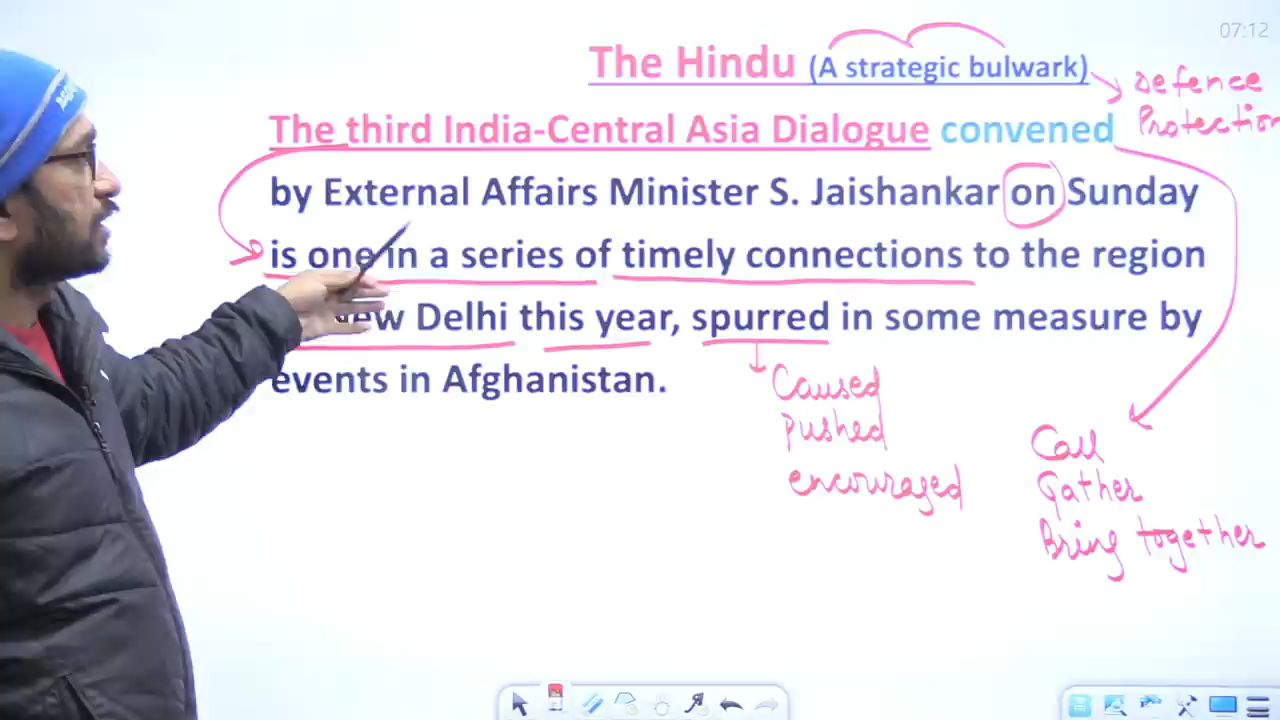 07:12
The Hindu (A strategic bulwark)
Defence
Protection
The third India-Central Asia Dialogue convened
by External Affairs Minister S. Jaishankar on Sunday
is one in a series of timely connections to the region
New Delhi this year, spurred in some measure by
events in Afghanistan.
Caused
Pushed
encouraged
Call
Gather
Bring together